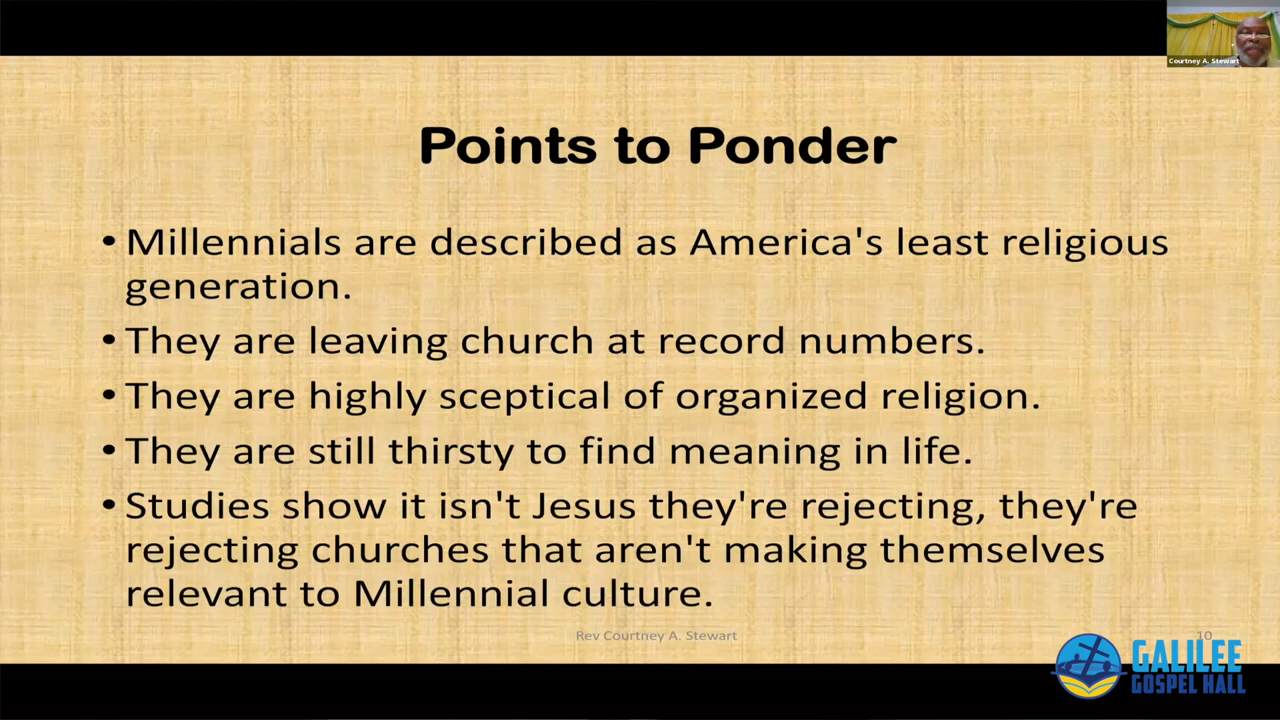 Courtney A. Stewart
Points to Ponder
• Millennials are described as America's least religious
generation.
• They are leaving church at record numbers.
• They are highly sceptical of organized religion.
• They are still thirsty to find meaning in life.
• Studies show it isn't Jesus they're rejecting, they're
rejecting churches that aren't making themselves
relevant to Millennial culture.
Rev Courtney A. Stewart
10
GALILEE
GOSPEL HALL